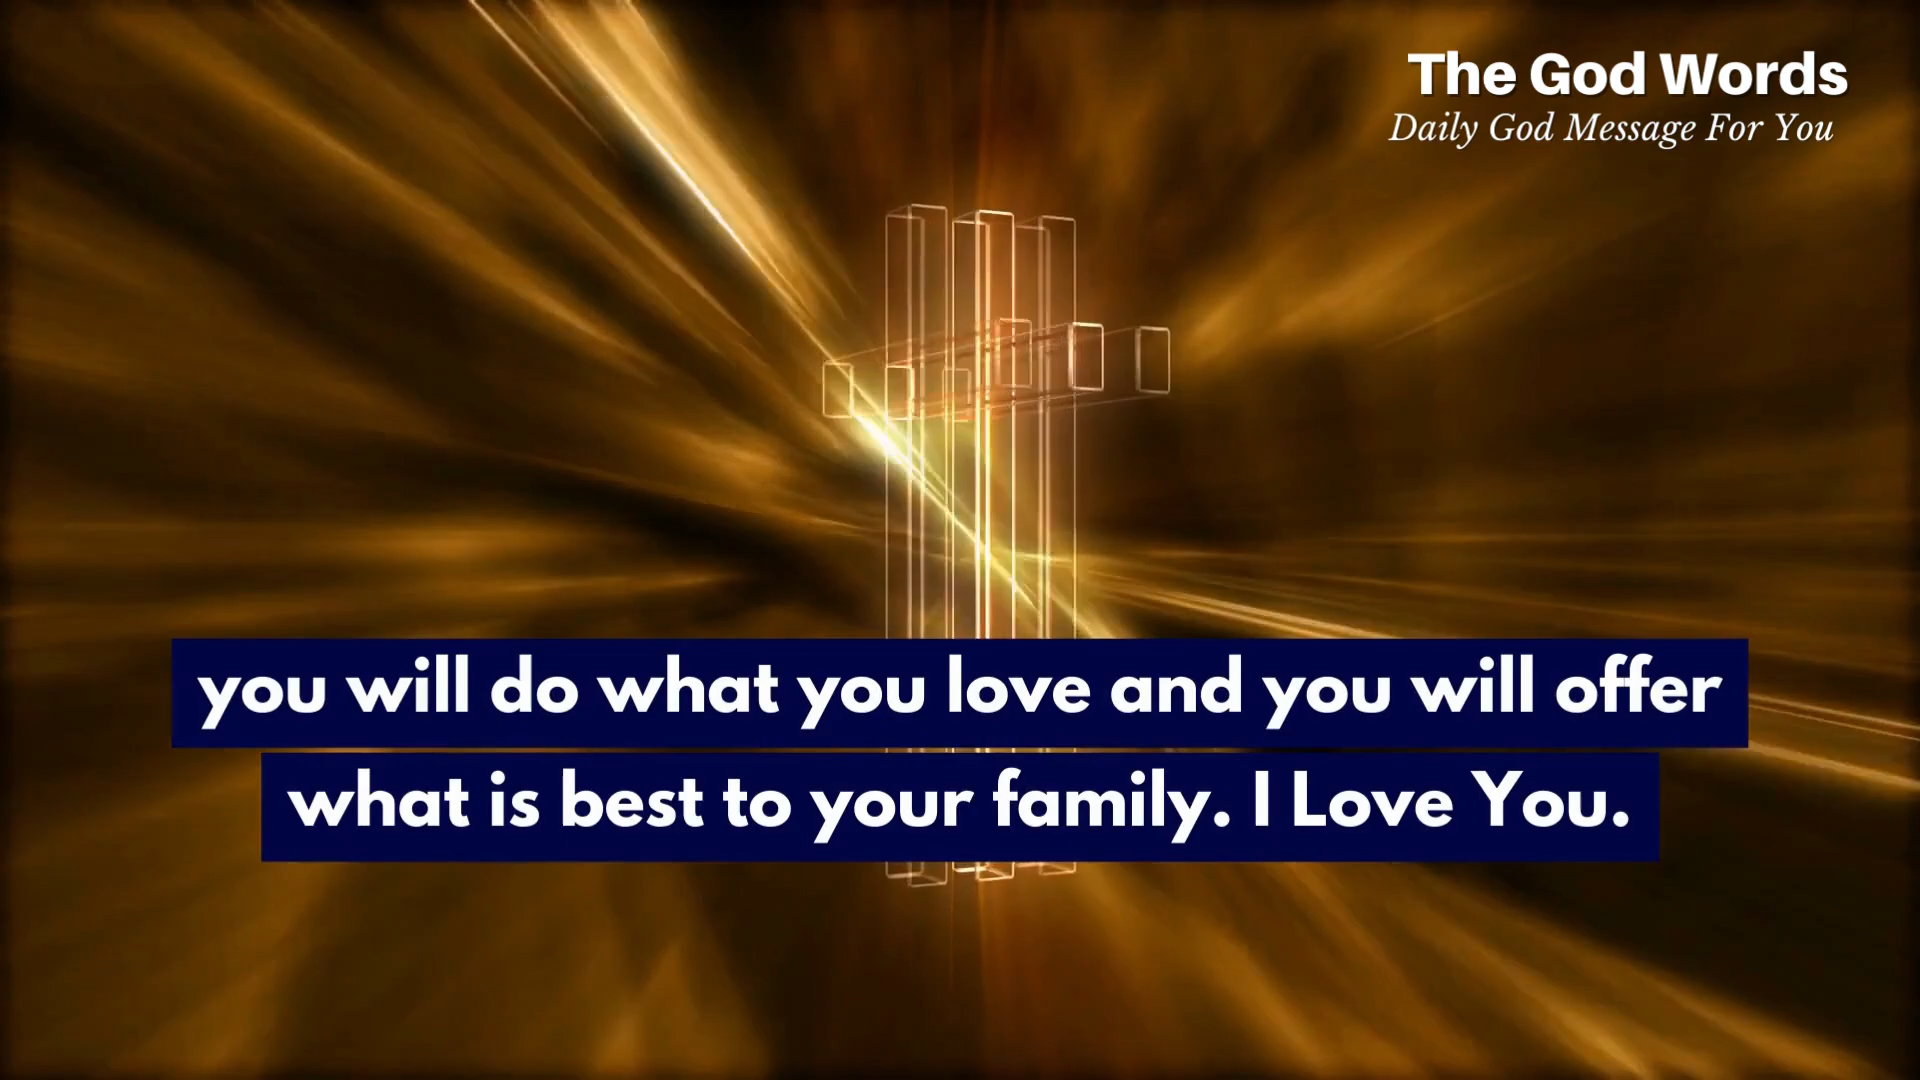 The God Words
Daily God Message For You
you will do what you love and you will offer
what is best to your family. I Love You.